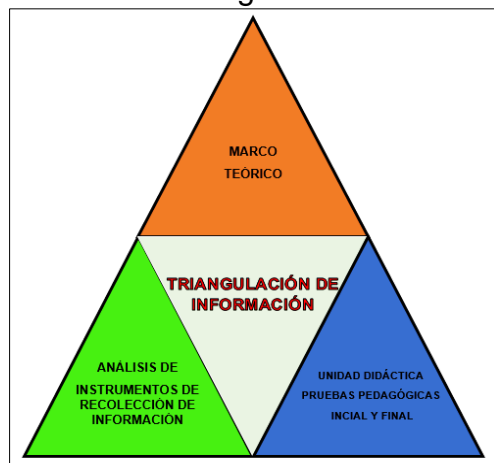 MARCO
TEÓRICO
TRIANGULACIÓN DE
INFORMACIÓN
ANÁLISIS DE
INSTRUMENTOS DE
RECOLECCIÓN DE
INFORMACIÓN
UNIDAD DIDÁCTICA
PRUEBAS PEDAGÓGICAS
INCIAL Y FINAL